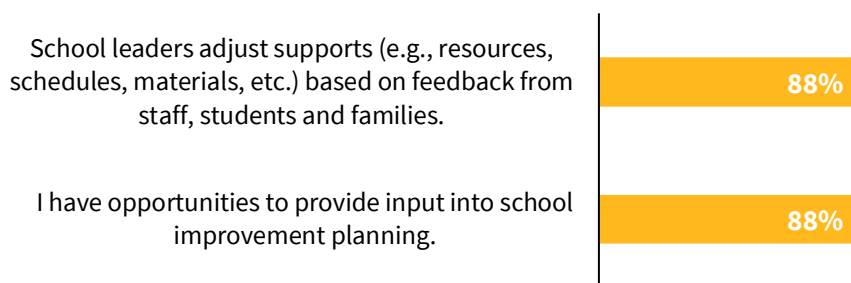 School leaders adjust supports (e.g., resources,
schedules, materials, etc.) based on feedback from
staff, students and families.
88%
I have opportunities to provide input into school
improvement planning.
88%